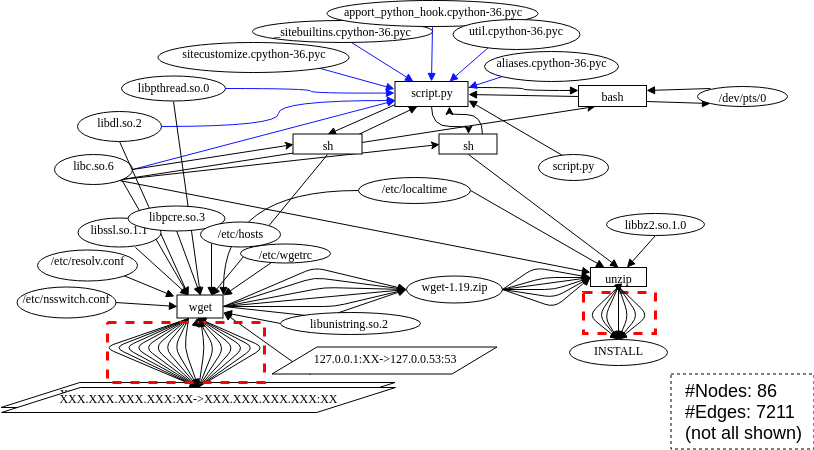 apport_python_hook.cpython-36.pyc
_sitebuiltins.cpython-36.pyc
util.cpython-36.pyc
sitecustomize.cpython-36.pyc
aliases.cpython-36.pyc
libpthread.so.0
script.py
bash
/dev/pts/0
libdl.so.2
sh
sh
libc.so.6
script.py
/etc/localtime
libpcre.so.3
libssl.so.1.1
/etc/hosts
libbz2.so.1.0
/etc/resolv.conf
/etc/wgetrc
unzip
wget-1.19.zip
/etc/nsswitch.conf
wget
libunistring.so.2
127.0.0.1:XX->127.0.0.53:53
INSTALL
XXX.XXX.XXX.XXX:XX->XXX.XXX.XXX.XXX:XX
#Nodes: 86
#Edges: 7211
(not all shown)